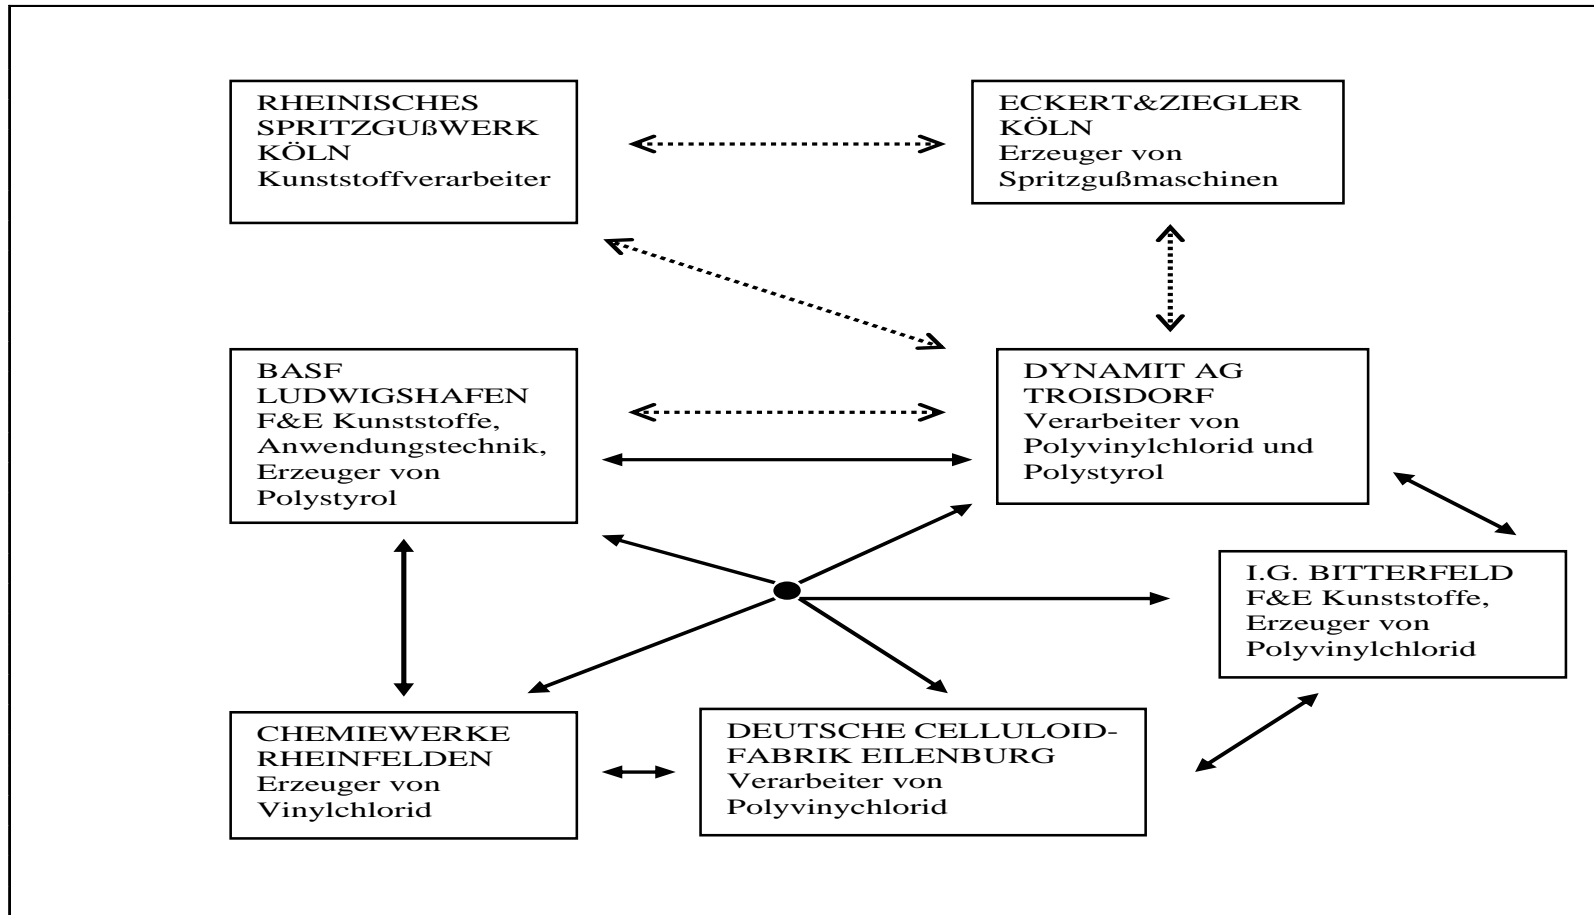 RHEINISCHES
SPRITZGUßWERK
KÖLN
Kunststoffverarbeiter
ECKERT&ZIEGLER
KÖLN
Erzeuger von
Spritzgußmaschinen
BASF
LUDWIGSHAFEN
F&E Kunststoffe,
Anwendungstechnik,
Erzeuger von
Polystyrol
DYNAMIT AG
TROISDORF
Verarbeiter von
Polyvinylchlorid und
Polystyrol
I.G. BITTERFELD
F&E Kunststoffe,
Erzeuger von
Polyvinylchlorid
CHEMIEWERKE
RHEINFELDEN
Erzeuger von
Vinylchlorid
DEUTSCHE CELLULOID-
FABRIK EILENBURG
Verarbeiter von
Polyvinychlorid